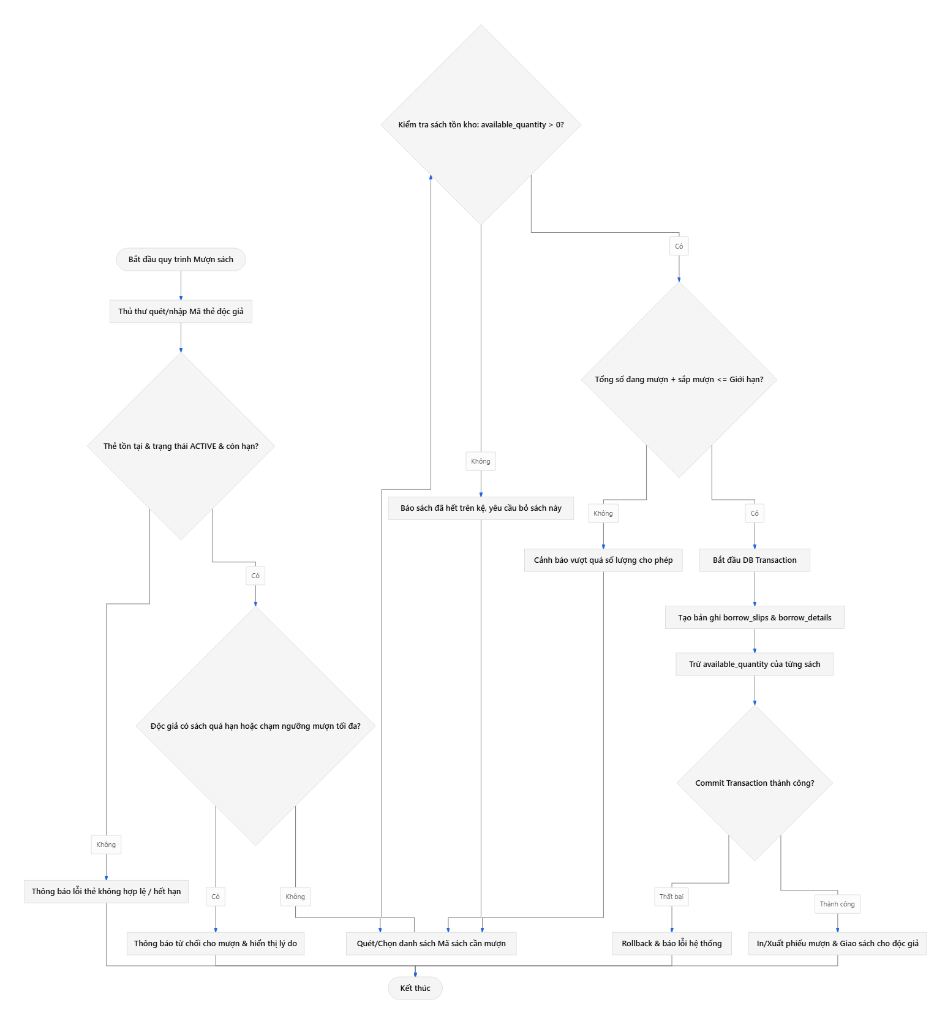 Kiểm tra sách tồn kho: available_quantity > 0?
Có
Bắt đầu quy trình Mượn sách
Thủ thư quét/nhập Mã thẻ độc giả
Thẻ tồn tại & trạng thái ACTIVE & còn hạn?
Tổng số đang mượn + sắp mượn <= Giới hạn?
Không
Báo sách đã hết trên kệ, yêu cầu bỏ sách này
Không
Có
Cảnh báo vượt quá số lượng cho phép
Bắt đầu DB Transaction
Có
Tạo bản ghi borrow_slips & borrow_details
Trừ available_quantity của từng sách
Độc giả có sách quá hạn hoặc chạm ngưỡng mượn tối đa?
Commit Transaction thành công?
Không
Thông báo lỗi thẻ không hợp lệ / hết hạn
Có
Không
Thất bại
Thành công
Thông báo từ chối cho mượn & hiển thị lý do
Quét/Chọn danh sách Mã sách cần mượn
Rollback & báo lỗi hệ thống
In/Xuất phiếu mượn & Giao sách cho độc giả
Kết thúc